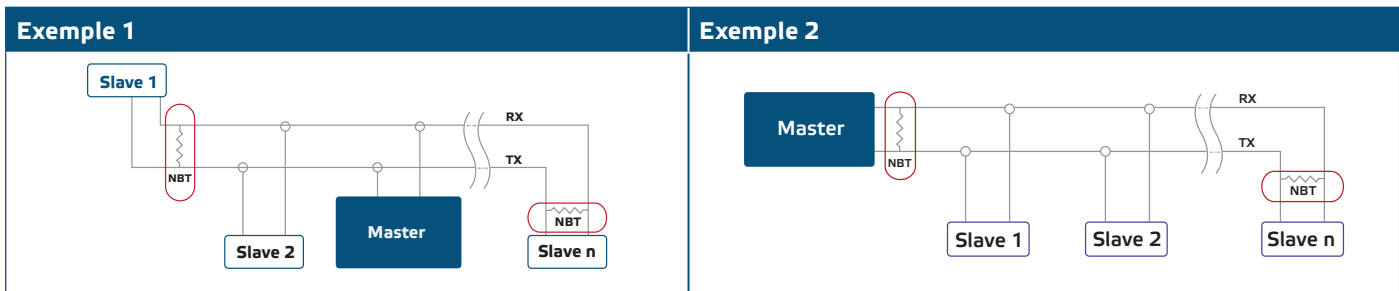 Exemple 1
Slave 1
RX
TX
NBT
NBT
Slave 2
Master
Slave n
Exemple 2
Master
RX
TX
NBT
NBT
Slave 1
Slave 2
Slave n